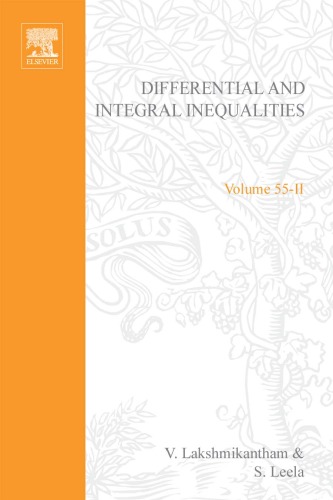 ELSEVIER
DIFFERENTIAL AND
INTEGRAL INEQUALITIES
Volume 55-II
SOLUS
V. Lakshmikantham &
S. Leela